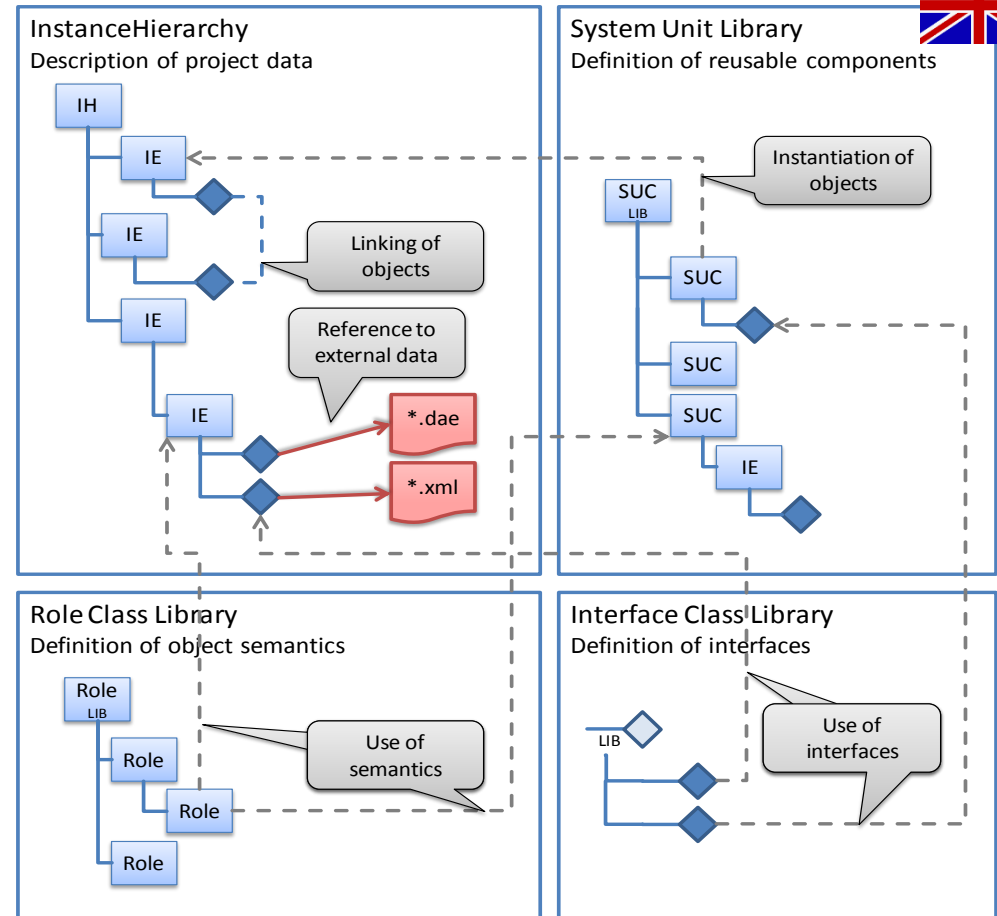 InstanceHierarchy
Description of project data
IH
IE
IE
IE
IE
Linking of
objects
Reference to
external data
*.dae
*.xml
System Unit Library
Definition of reusable components
Instantiation of
objects
SUC
LIB
SUC
SUC
SUC
IE
Role Class Library
Definition of object semantics
Role
LIB
Role
Role
Role
Use of
semantics
Interface Class Library
Definition of interfaces
LIB
Use of
interfaces